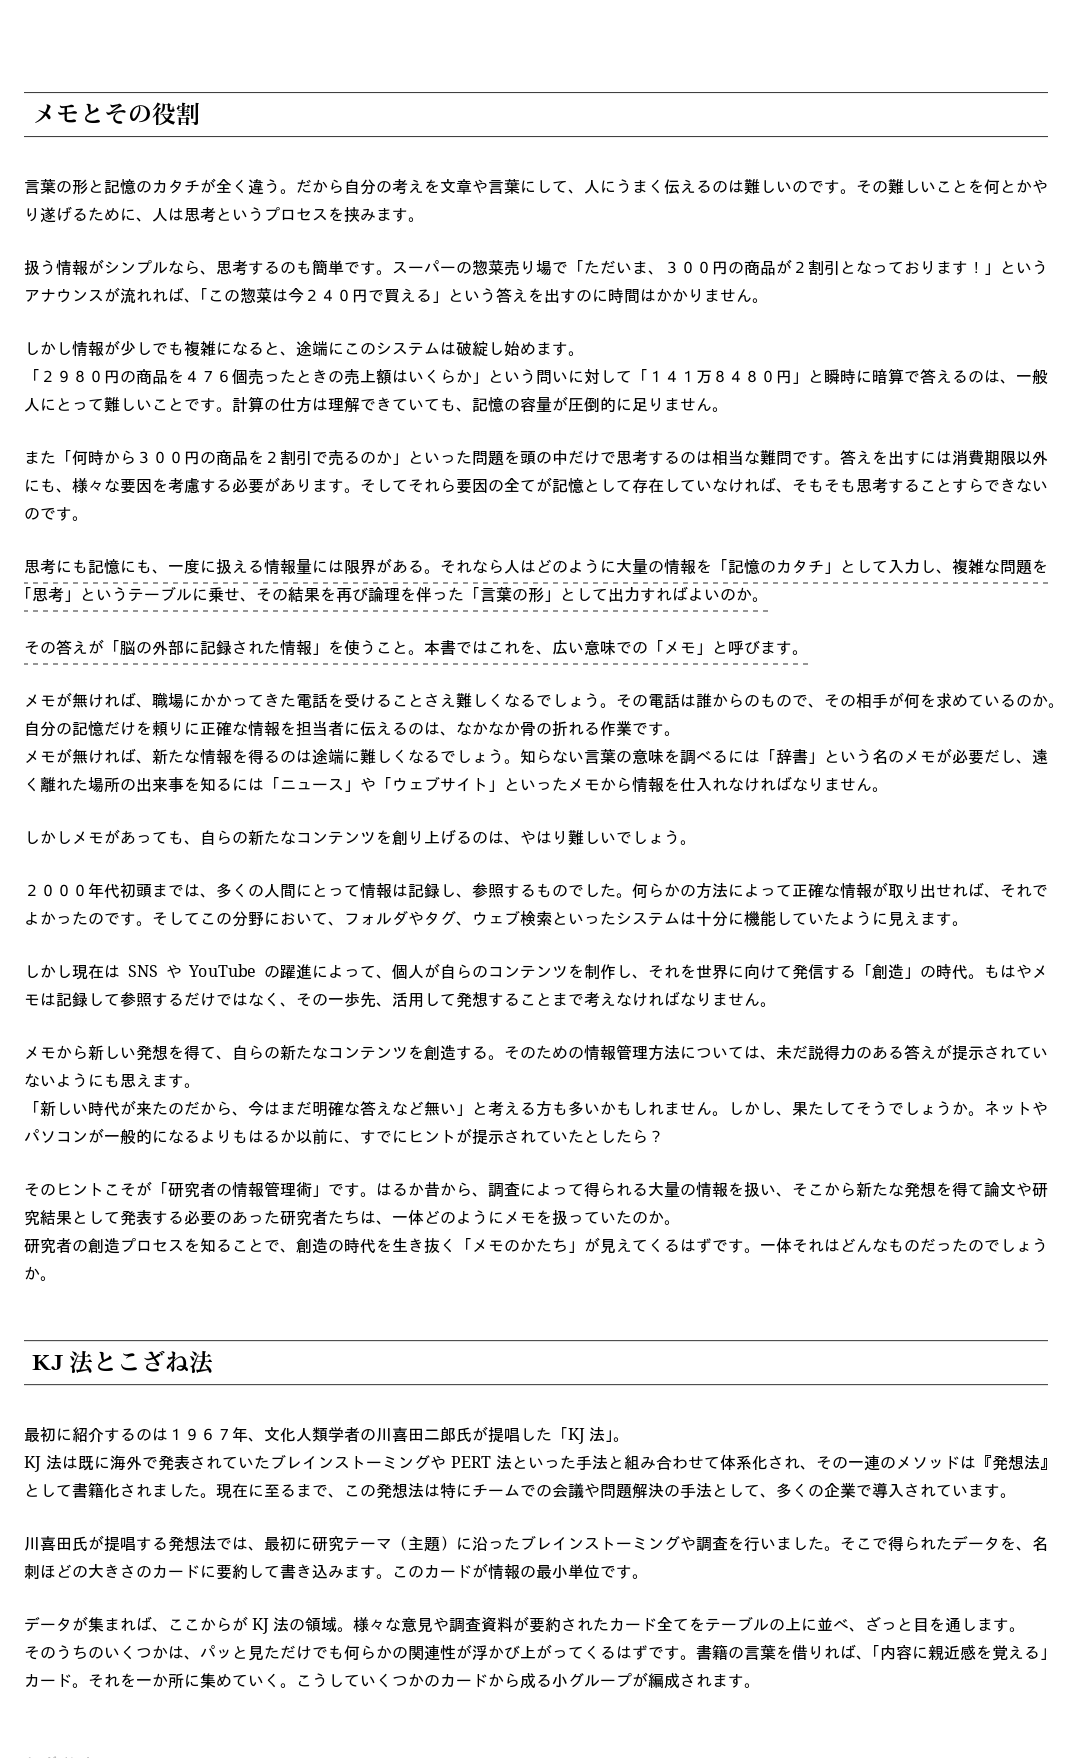 メモとその役割
言葉の形と記憶のカタチが全く違う。だから自分の考えを文章や言葉にして、人にうまく伝えるのは難しいのです。その難しいことを何とかや
り遂げるために、人は思考というプロセスを挟みます。
扱う情報がシンプルなら、思考するのも簡単です。スーパーの惣菜売り場で「ただいま、３００円の商品が２割引となっております！」という
アナウンスが流れれば、「この惣菜は今２４０円で買える」という答えを出すのに時間はかかりません。
しかし情報が少しでも複雑になると、途端にこのシステムは破綻し始めます。
「２９８０円の商品を４７６個売ったときの売上額はいくらか」という問いに対して「１４１万８４８０円」と瞬時に暗算で答えるのは、一般
人にとって難しいことです。計算の仕方は理解できていても、記憶の容量が圧倒的に足りません。
また「何時から３００円の商品を２割引で売るのか」といった問題を頭の中だけで思考するのは相当な難問です。答えを出すには消費期限以外
にも、様々な要因を考慮する必要があります。そしてそれら要因の全てが記憶として存在していなければ、そもそも思考することすらできない
のです。
思考にも記憶にも、一度に扱える情報量には限界がある。それなら人はどのように大量の情報を「記憶のカタチ」として入力し、複雑な問題を
「思考」というテーブルに乗せ、その結果を再び論理を伴った「言葉の形」として出力すればよいのか。
その答えが「脳の外部に記録された情報」を使うこと。本書ではこれを、広い意味での「メモ」と呼びます。
メモが無ければ、職場にかかってきた電話を受けることさえ難しくなるでしょう。その電話は誰からのもので、その相手が何を求めているのか。
自分の記憶だけを頼りに正確な情報を担当者に伝えるのは、なかなか骨の折れる作業です。
メモが無ければ、新たな情報を得るのは途端に難しくなるでしょう。知らない言葉の意味を調べるには「辞書」という名のメモが必要だし、遠
く離れた場所の出来事を知るには「ニュース」や「ウェブサイト」といったメモから情報を仕入れなければなりません。
しかしメモがあっても、自らの新たなコンテンツを創り上げるのは、やはり難しいでしょう。
２０００年代初頭までは、多くの人間にとって情報は記録し、参照するものでした。何らかの方法によって正確な情報が取り出せれば、それで
よかったのです。そしてこの分野において、フォルダやタグ、ウェブ検索といったシステムは十分に機能していたように見えます。
しかし現在は SNS や YouTube の躍進によって、個人が自らのコンテンツを制作し、それを世界に向けて発信する「創造」の時代。もはやメ
モは記録して参照するだけではなく、その一歩先、活用して発想することまで考えなければなりません。
メモから新しい発想を得て、自らの新たなコンテンツを創造する。そのための情報管理方法については、未だ説得力のある答えが提示されてい
ないようにも思えます。
「新しい時代が来たのだから、今はまだ明確な答えなど無い」と考える方も多いかもしれません。しかし、果たしてそうでしょうか。ネットや
パソコンが一般的になるよりもはるか以前に、すでにヒントが提示されていたとしたら？
そのヒントこそが「研究者の情報管理術」です。はるか昔から、調査によって得られる大量の情報を扱い、そこから新たな発想を得て論文や研
究結果として発表する必要のあった研究者たちは、一体どのようにメモを扱っていたのか。
研究者の創造プロセスを知ることで、創造の時代を生き抜く「メモのかたち」が見えてくるはずです。一体それはどんなものだったのでしょう
か。
KJ 法とこざね法
最初に紹介するのは１９６７年、文化人類学者の川喜田二郎氏が提唱した「KJ 法」。
KJ 法は既に海外で発表されていたブレインストーミングや PERT 法といった手法と組み合わせて体系化され、その一連のメソッドは『発想法』
として書籍化されました。現在に至るまで、この発想法は特にチームでの会議や問題解決の手法として、多くの企業で導入されています。
川喜田氏が提唱する発想法では、最初に研究テーマ（主題）に沿ったブレインストーミングや調査を行いました。そこで得られたデータを、名
刺ほどの大きさのカードに要約して書き込みます。このカードが情報の最小単位です。
データが集まれば、ここからが KJ 法の領域。様々な意見や調査資料が要約されたカード全てをテーブルの上に並べ、ざっと目を通します。
そのうちのいくつかは、パッと見ただけでも何らかの関連性が浮かび上がってくるはずです。書籍の言葉を借りれば、「内容に親近感を覚える」
カード。それを一か所に集めていく。こうしていくつかのカードから成る小グループが編成されます。